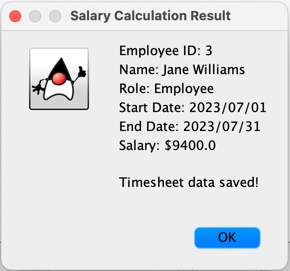 Salary Calculation Result
Employee ID: 3
Name: Jane Williams
Role: Employee
Start Date: 2023/07/01
End Date: 2023/07/31
Salary: $9400.0
Timesheet data saved!
OK